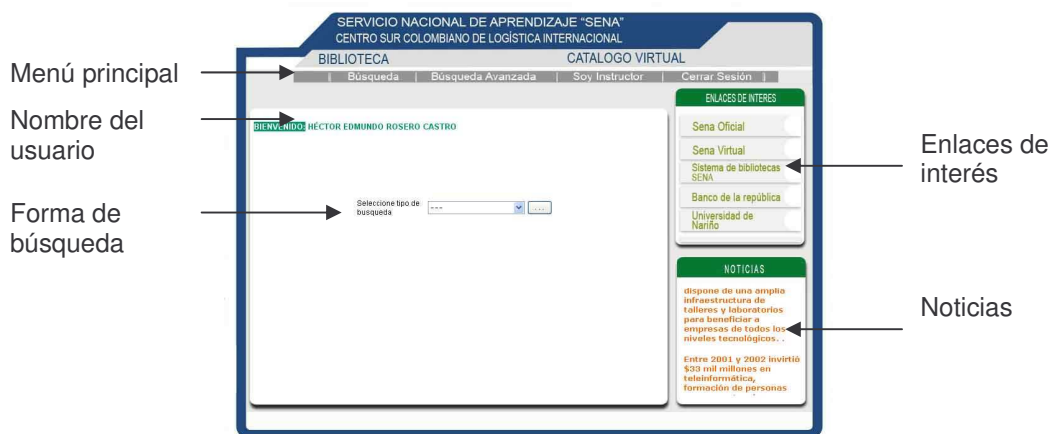 SERVICIO NACIONAL DE APRENDIZAJE “SENA”
CENTRO SUR COLOMBIANO DE LOGÍSTICA INTERNACIONAL
BIBLIOTECA CATALOGO VIRTUAL
| Búsqueda | Búsqueda Avanzada | Soy Instructor | Cerrar Sesión |
Menú principal
Nombre del
usuario
Forma de
búsqueda
BIENVENIDO: HÉCTOR EDMUNDO ROSERO CASTRO
Seleccione tipo de
busqueda
---
...
ENLACES DE INTERES
Sena Oficial
Sena Virtual
Sistema de bibliotecas
SENA
Banco de la república
Universidad de
Nariño
NOTICIAS
dispone de una amplia
infraestructura de
talleres y laboratorios
para beneficiar a
empresas de todos los
niveles tecnológicos. .
Entre 2001 y 2002 invirtió
$33 mil millones en
teleinformática,
formación de personas
Enlaces de
interés
Noticias